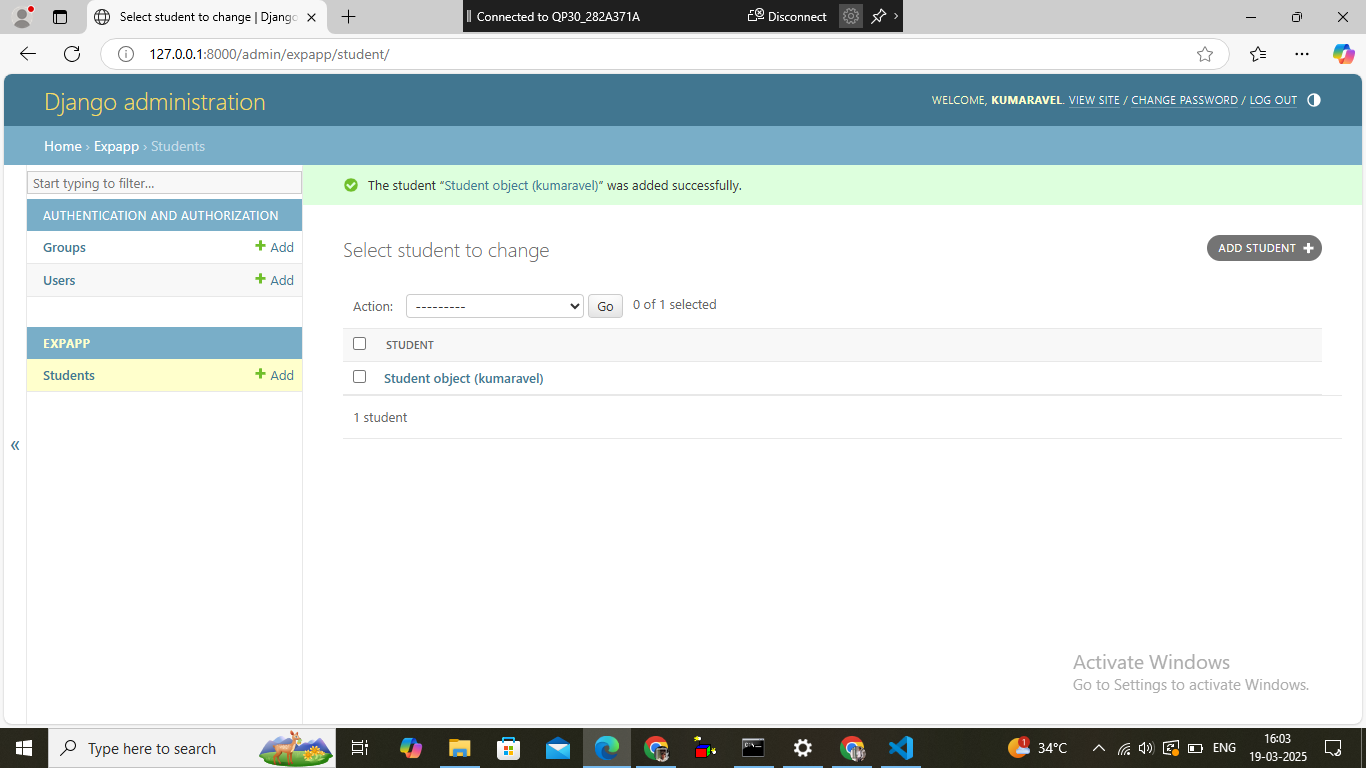 Select student to change | Django
Connected to QP30_282A371A
Disconnect
127.0.0.1:8000/admin/expapp/student/
Django administration
WELCOME, KUMARAVEL. VIEW SITE / CHANGE PASSWORD / LOG OUT
Home › Expapp › Students
Start typing to filter...
AUTHENTICATION AND AUTHORIZATION
Groups + Add
Users + Add
EXPAPP
Students + Add
«
The student “Student object (kumaravel)” was added successfully.
Select student to change
ADD STUDENT +
Action: --------- Go 0 of 1 selected
STUDENT
Student object (kumaravel)
1 student
Activate Windows
Go to Settings to activate Windows.
Type here to search
1
34°C
ENG
16:03
19-03-2025